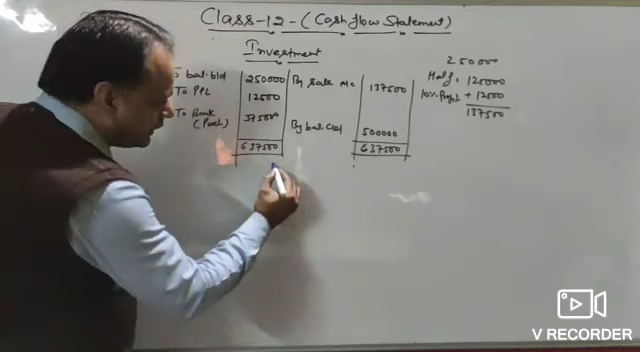 Class-12-(Cash flow Statement)
Investment
To bal. b/d 250000 By Sale A/c 137500
To P/L 12500
To Bank 375000
(Purch)
By bal. c/d 500000
637500 637500
250000
Half = 125000
10% Profit + 12500
137500
V RECORDER